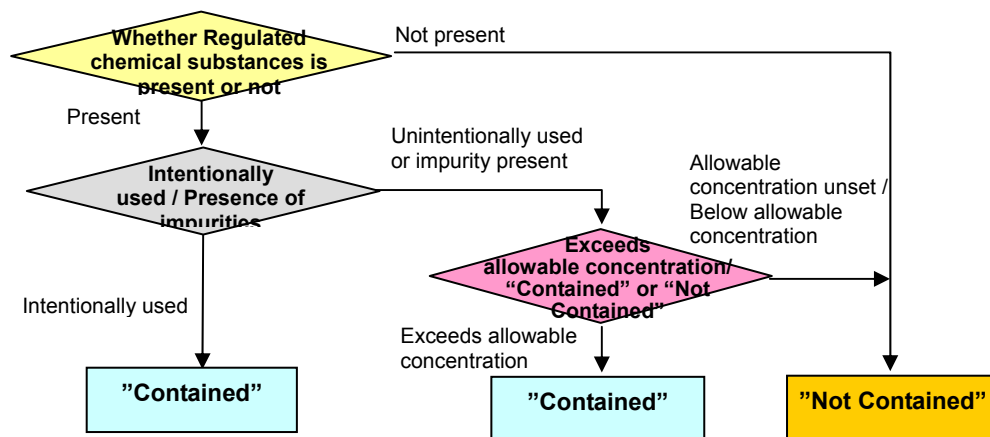 Whether Regulated
chemical substances is
present or not
Not present
Present
Unintentionally used
or impurity present
Intentionally
used / Presence of
impurities
Allowable
concentration unset /
Below allowable
concentration
Exceeds
allowable concentration/
“Contained” or “Not
Contained”
Intentionally used
Exceeds allowable
concentration
”Contained”
”Contained”
”Not Contained”